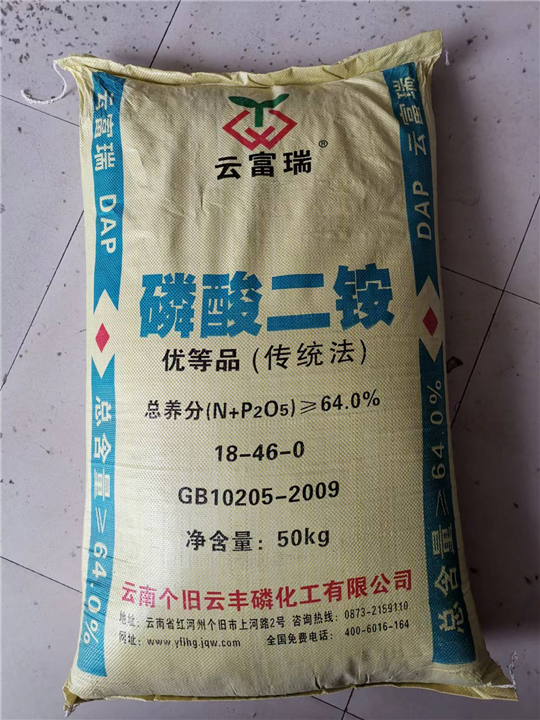 云富瑞®
磷酸二铵
优等品(传统法)
总养分(N+P2O5)≥64.0%
18-46-0
GB10205-2009
净含量：50kg
云南个旧云丰磷化工有限公司
地址：云南省红河州个旧市上河路2号 咨询热线：0873-2159110
网址：www.yflhg.jqw.com 全国免费电话：400-6016-164
云富瑞 DAP
总含量≥64.0%
云富瑞 DAP
总含量≥64.0%